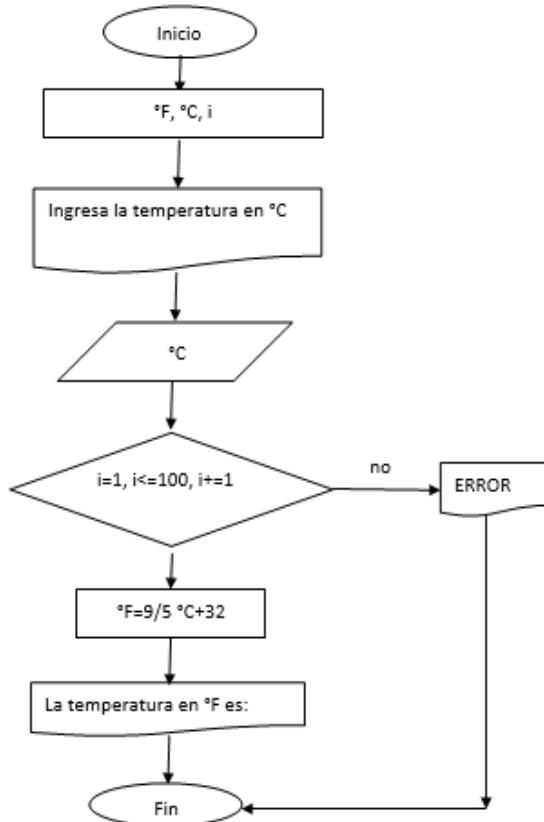 Inicio
°F, °C, i
Ingresa la temperatura en °C
°C
i=1, i<=100, i+=1
no
ERROR
°F=9/5 °C+32
La temperatura en °F es:
Fin